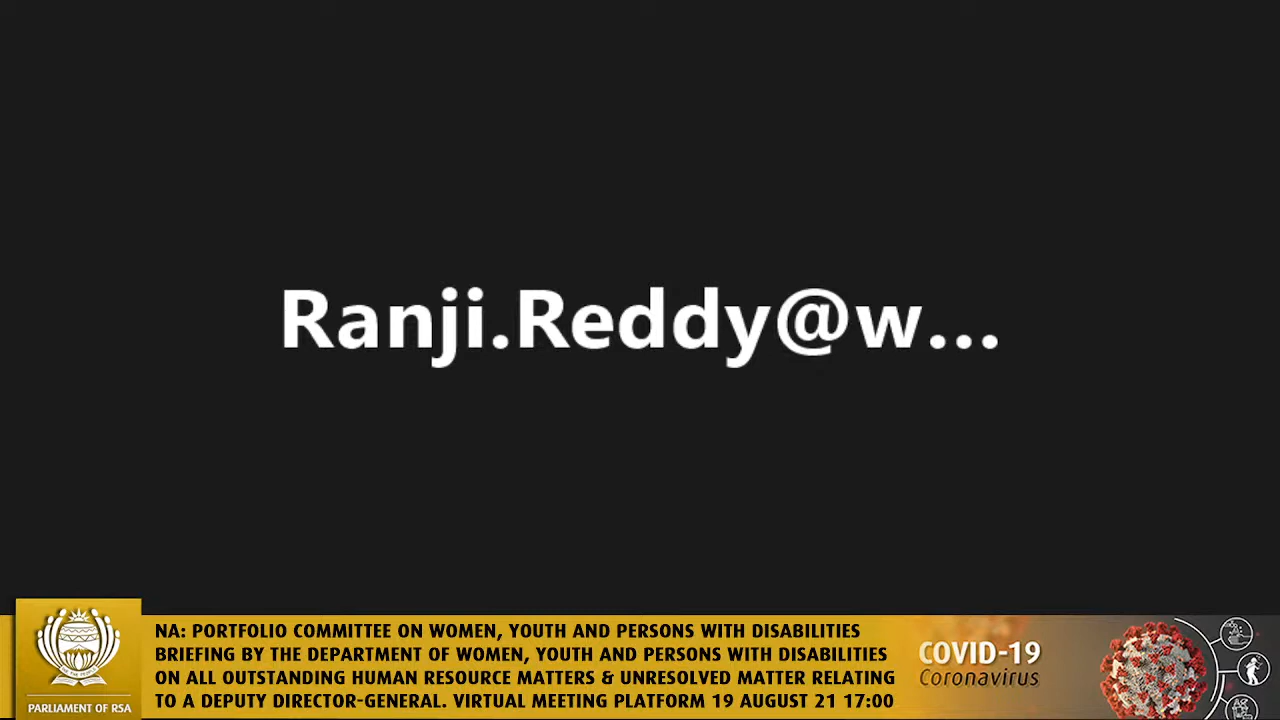 Ranji.Reddy@w...
NA: PORTFOLIO COMMITTEE ON WOMEN, YOUTH AND PERSONS WITH DISABILITIES
BRIEFING BY THE DEPARTMENT OF WOMEN, YOUTH AND PERSONS WITH DISABILITIES
ON ALL OUTSTANDING HUMAN RESOURCE MATTERS & UNRESOLVED MATTER RELATING
TO A DEPUTY DIRECTOR-GENERAL. VIRTUAL MEETING PLATFORM 19 AUGUST 21 17:00
PARLIAMENT OF RSA
COVID-19
Coronavirus